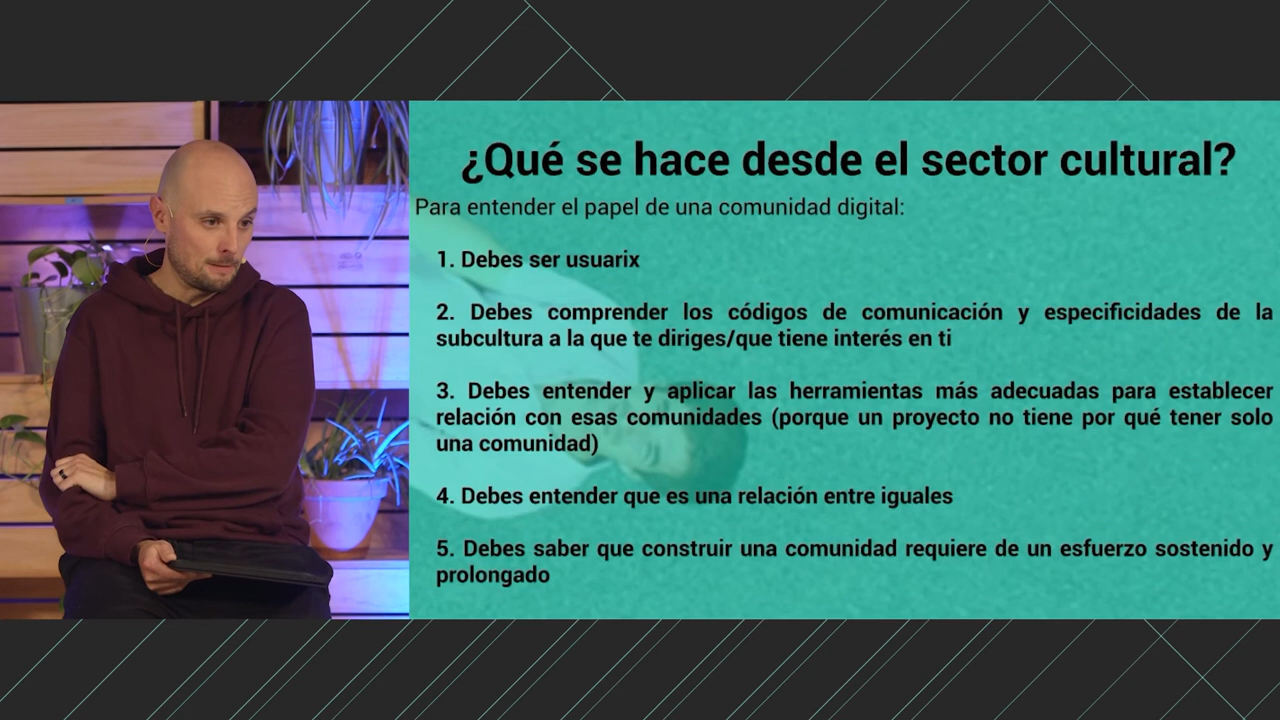 ¿Qué se hace desde el sector cultural?
Para entender el papel de una comunidad digital:
1. Debes ser usuarix
2. Debes comprender los códigos de comunicación y especificidades de la
subcultura a la que te diriges/que tiene interés en ti
3. Debes entender y aplicar las herramientas más adecuadas para establecer
relación con esas comunidades (porque un proyecto no tiene por qué tener solo
una comunidad)
4. Debes entender que es una relación entre iguales
5. Debes saber que construir una comunidad requiere de un esfuerzo sostenido y
prolongado